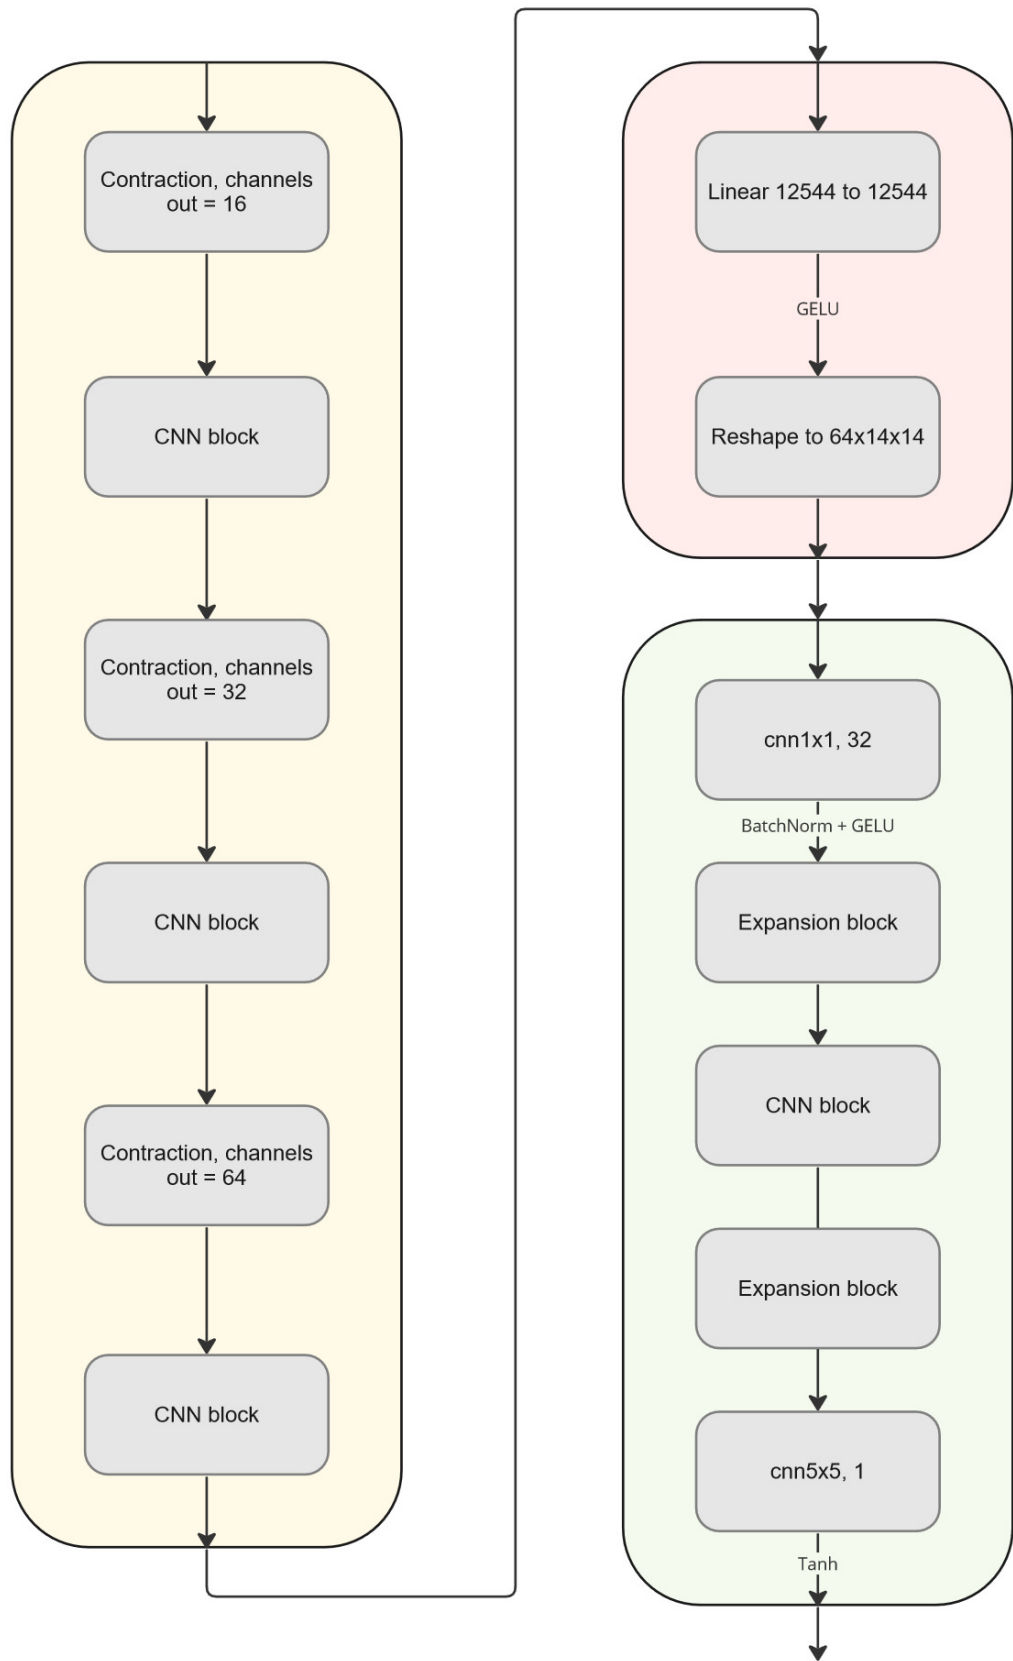 Contraction, channels
out = 16
CNN block
Contraction, channels
out = 32
CNN block
Contraction, channels
out = 64
CNN block
Linear 12544 to 12544
GELU
Reshape to 64x14x14
cnn1x1, 32
BatchNorm + GELU
Expansion block
CNN block
Expansion block
cnn5x5, 1
Tanh